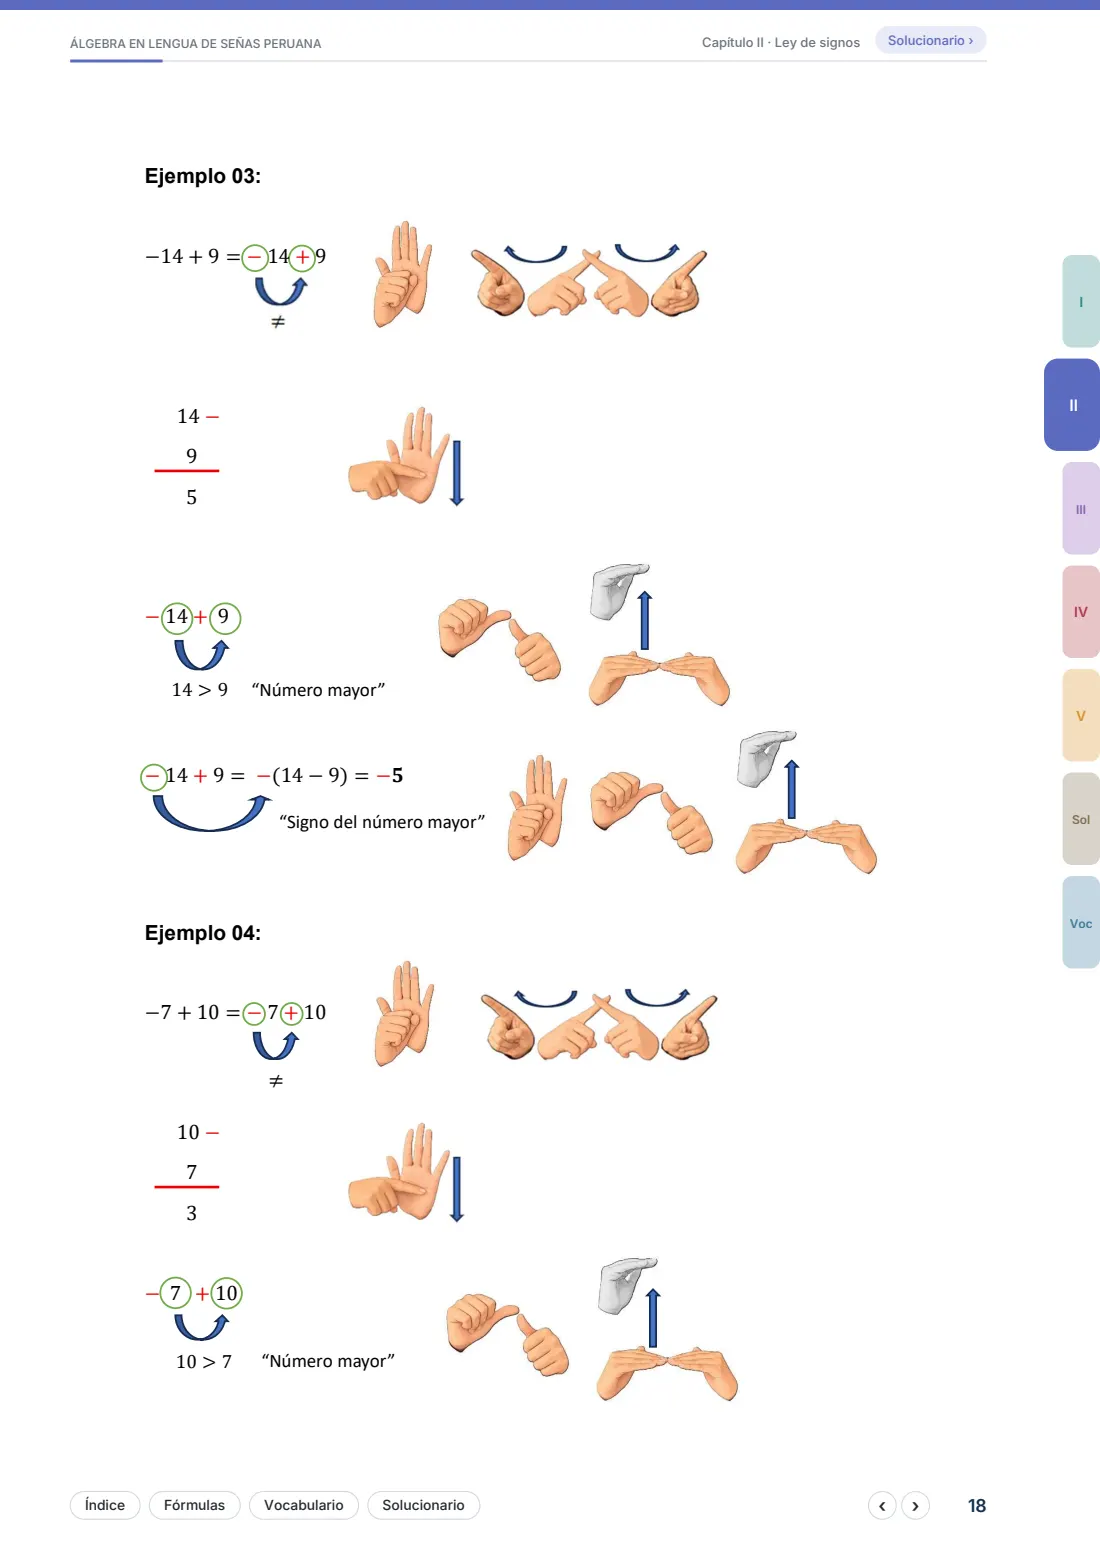 ÁLGEBRA EN LENGUA DE SEÑAS PERUANA
Capítulo II · Ley de signos
Solucionario ›
Ejemplo 03:
−14 + 9 = −14 + 9
≠
14 −
9
5
−14 + 9
14 > 9 “Número mayor”
−14 + 9 = −(14 − 9) = −5
“Signo del número mayor”
Ejemplo 04:
−7 + 10 = −7 + 10
≠
10 −
7
3
−7 + 10
10 > 7 “Número mayor”
I
II
III
IV
V
Sol
Voc
Índice
Fórmulas
Vocabulario
Solucionario
‹ ›
18